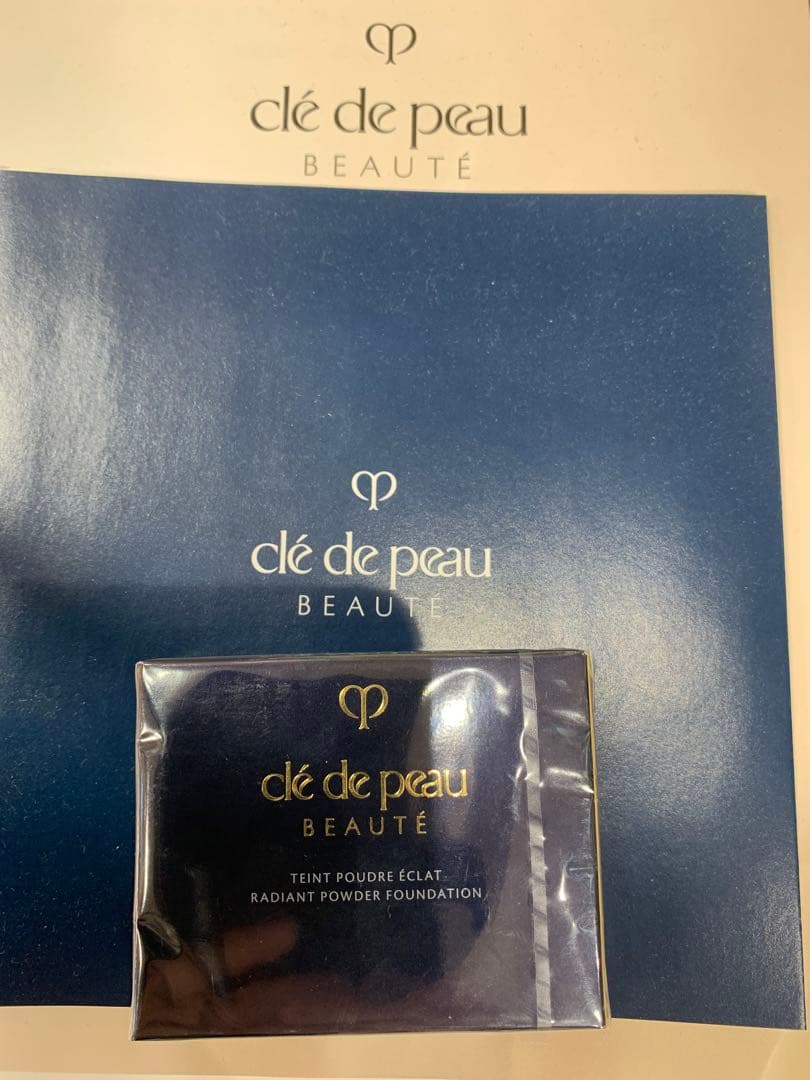 clé de peau
BEAUTÉ
clé de peau
BEAUTÉ
clé de peau
BEAUTÉ
TEINT POUDRE ÉCLAT
RADIANT POWDER FOUNDATION